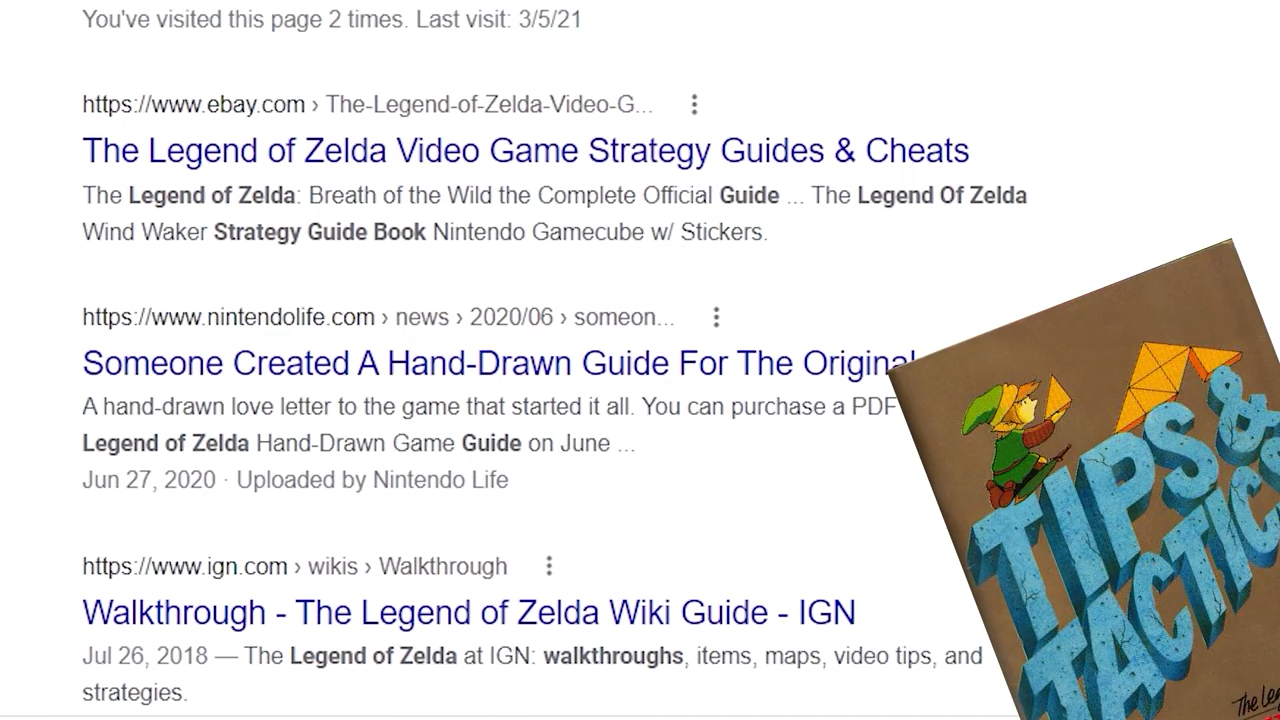 You've visited this page 2 times. Last visit: 3/5/21
https://www.ebay.com › The-Legend-of-Zelda-Video-G...
The Legend of Zelda Video Game Strategy Guides & Cheats
The Legend of Zelda: Breath of the Wild the Complete Official Guide ... The Legend Of Zelda
Wind Waker Strategy Guide Book Nintendo Gamecube w/ Stickers.
https://www.nintendolife.com › news › 2020/06 › someon...
Someone Created A Hand-Drawn Guide For The Original
A hand-drawn love letter to the game that started it all. You can purchase a PDF
Legend of Zelda Hand-Drawn Game Guide on June ...
Jun 27, 2020 · Uploaded by Nintendo Life
https://www.ign.com › wikis › Walkthrough
Walkthrough - The Legend of Zelda Wiki Guide - IGN
Jul 26, 2018 — The Legend of Zelda at IGN: walkthroughs, items, maps, video tips, and
strategies.
TIPS &
TACTICS
The